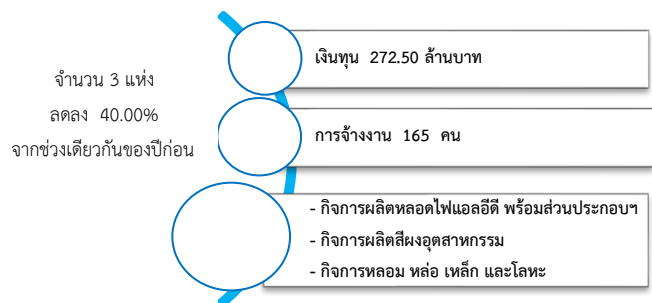 จำนวน 3 แห่ง
ลดลง 40.00%
จากช่วงเดียวกันของปีก่อน
เงินทุน 272.50 ล้านบาท
การจ้างงาน 165 คน
- กิจการผลิตหลอดไฟแอลอีดี พร้อมส่วนประกอบฯ
- กิจการผลิตสีผงอุตสาหกรรม
- กิจการหลอม หล่อ เหล็ก และโลหะ